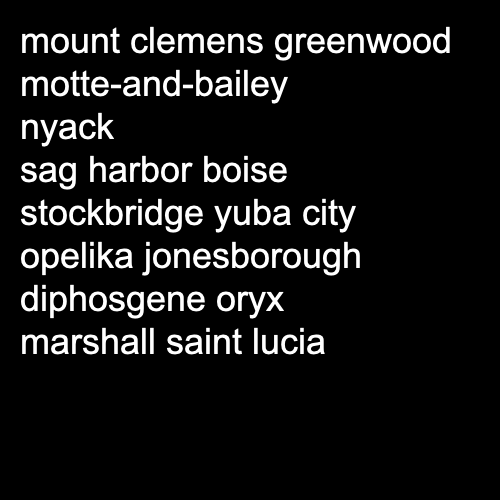 mount clemens greenwood
motte-and-bailey
nyack
sag harbor boise
stockbridge yuba city
opelika jonesborough
diphosgene oryx
marshall saint lucia